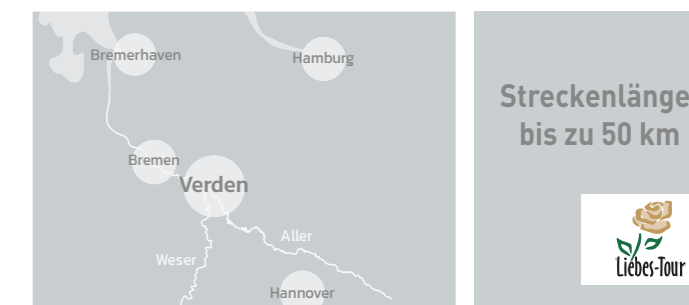 Bremerhaven
Hamburg
Bremen
Verden
Aller
Weser
Hannover
Streckenlänge
bis zu 50 km
Liebes-Tour